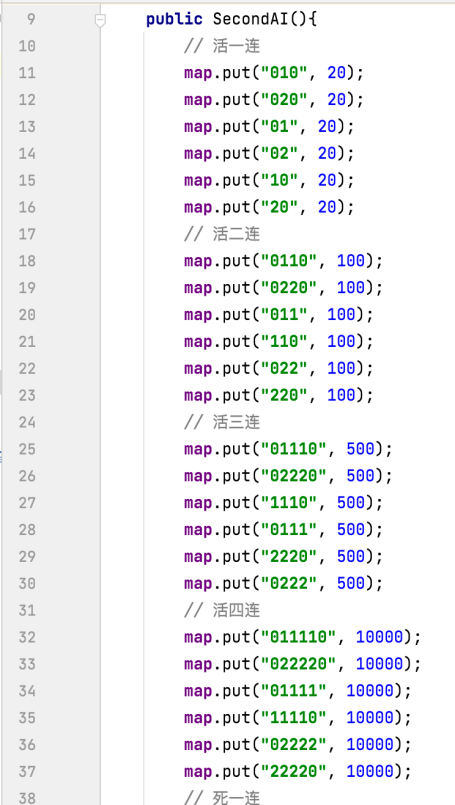 9 public SecondAI(){
10 // 活一连
11 map.put("010", 20);
12 map.put("020", 20);
13 map.put("01", 20);
14 map.put("02", 20);
15 map.put("10", 20);
16 map.put("20", 20);
17 // 活二连
18 map.put("0110", 100);
19 map.put("0220", 100);
20 map.put("011", 100);
21 map.put("110", 100);
22 map.put("022", 100);
23 map.put("220", 100);
24 // 活三连
25 map.put("01110", 500);
26 map.put("02220", 500);
27 map.put("1110", 500);
28 map.put("0111", 500);
29 map.put("2220", 500);
30 map.put("0222", 500);
31 // 活四连
32 map.put("011110", 10000);
33 map.put("022220", 10000);
34 map.put("01111", 10000);
35 map.put("11110", 10000);
36 map.put("02222", 10000);
37 map.put("22220", 10000);
38 // 死一连